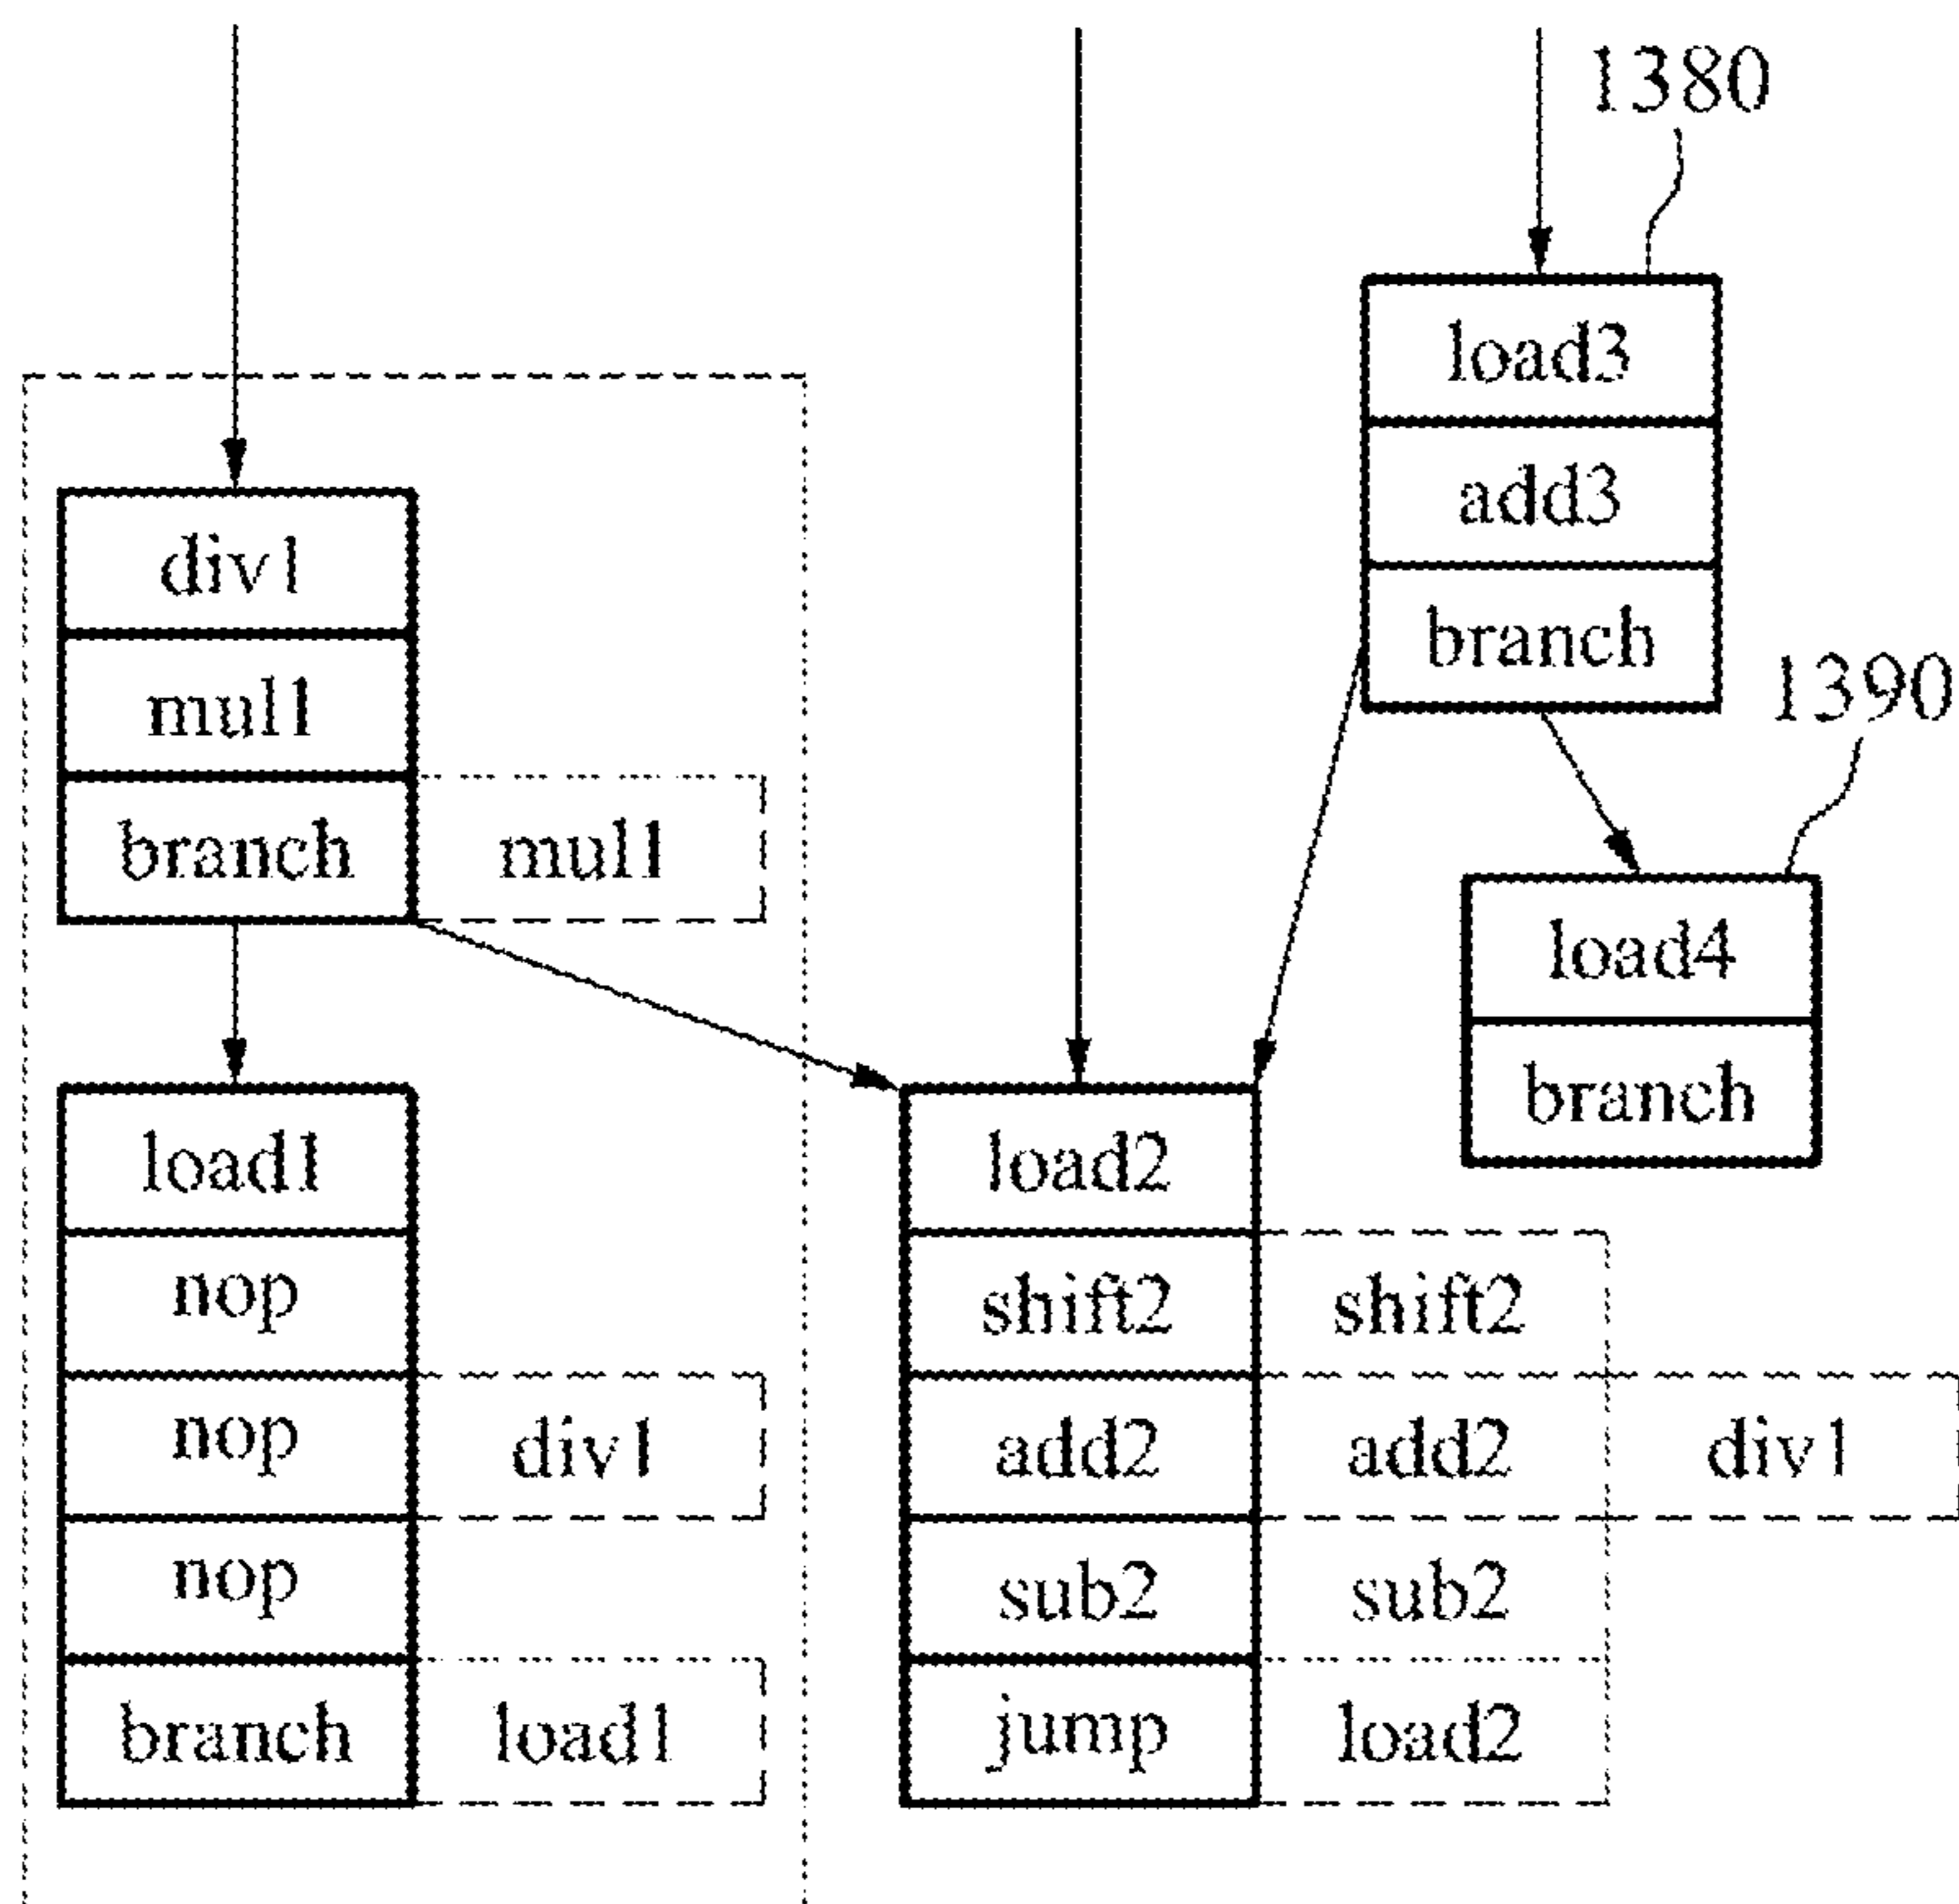 1380
load3
add3
branch
1390
load4
branch
div1
mul1
branch mul1
load1
nop
nop div1
nop
branch load1
load2
shift2 shift2
add2 add2 div1
sub2 sub2
jump load2